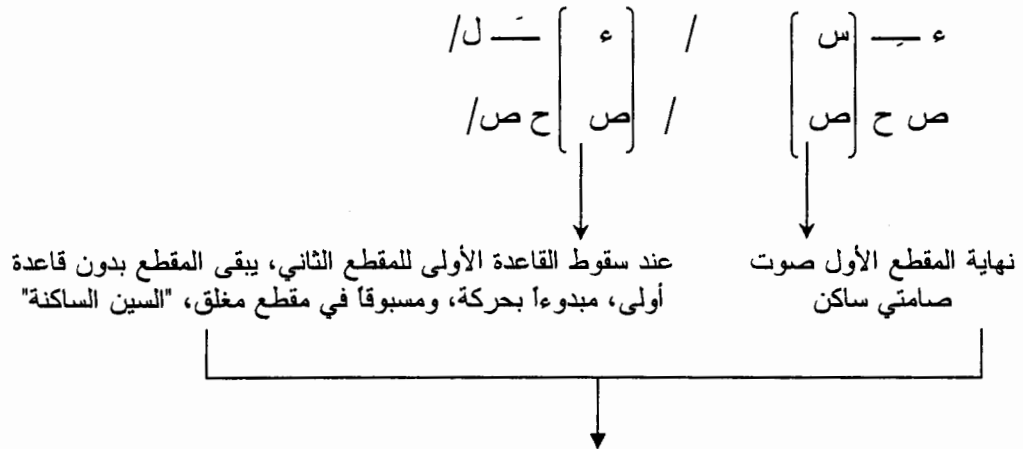 ء ـِـ [س] / [ء] ـَـ ل/
ص ح [ص] / [ص] ح ص/
نهاية المقطع الأول صوت
صامتي ساكن
عند سقوط القاعدة الأولى للمقطع الثاني، يبقى المقطع بدون قاعدة
أولى، مبدوءاً بحركة، ومسبوقاً في مقطع مغلق، "السين الساكنة"